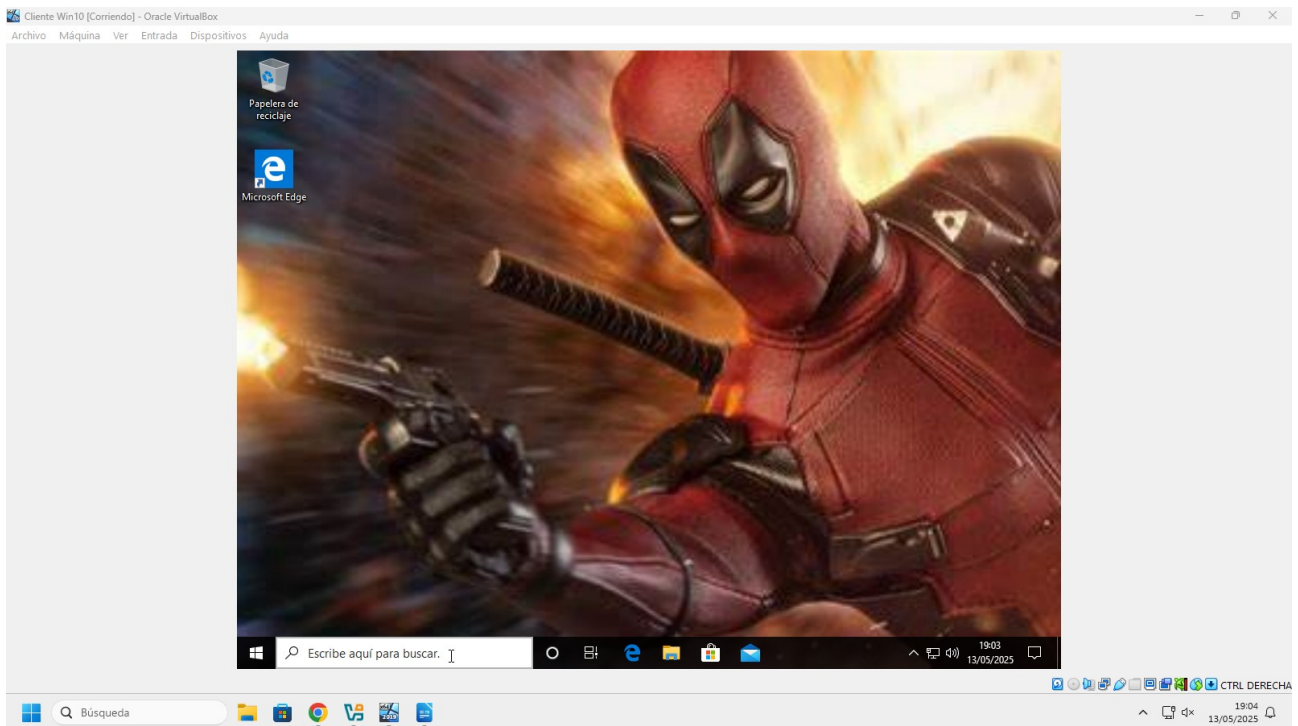 Cliente Win10 [Corriendo] - Oracle VirtualBox
Archivo Máquina Ver Entrada Dispositivos Ayuda
Papelera de
reciclaje
Microsoft Edge
Escribe aquí para buscar.
19:03
13/05/2025
CTRL DERECHA
Búsqueda
19:04
13/05/2025